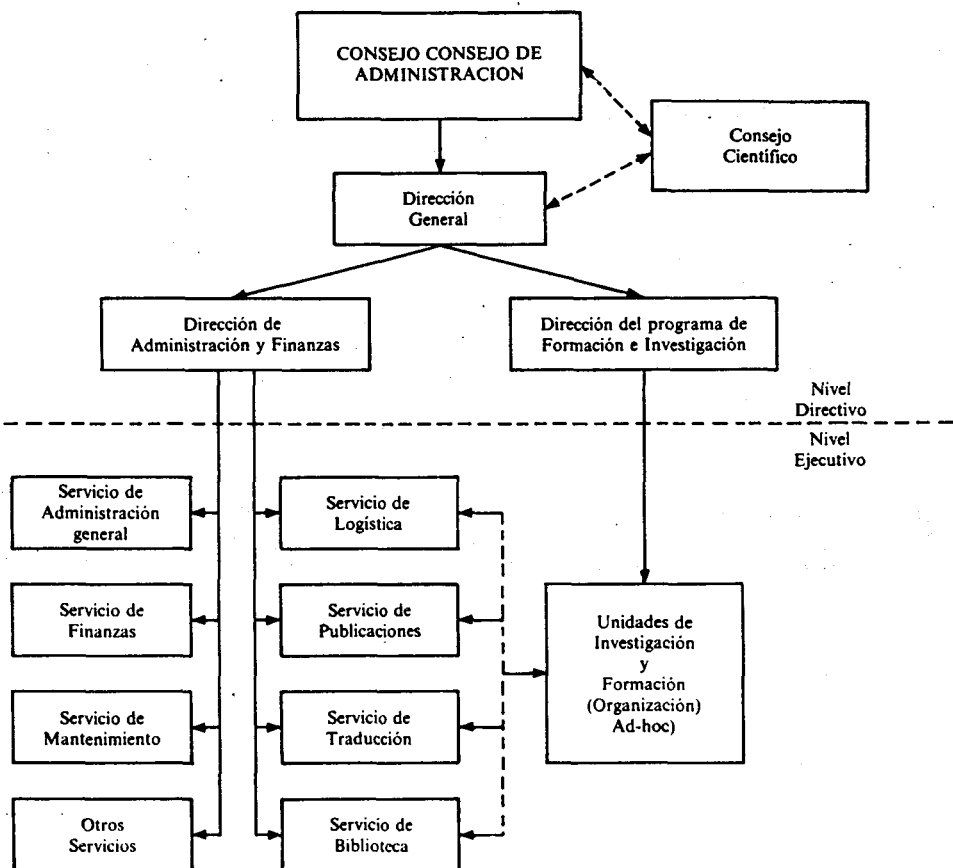 CONSEJO CONSEJO DE
ADMINISTRACION
Consejo
Científico
Dirección
General
Dirección de
Administración y Finanzas
Dirección del programa de
Formación e Investigación
Nivel
Directivo
Nivel
Ejecutivo
Servicio de
Administración
general
Servicio de
Logística
Servicio de
Finanzas
Servicio de
Publicaciones
Unidades de
Investigación
y
Formación
(Organización)
Ad-hoc)
Servicio de
Mantenimiento
Servicio de
Traducción
Otros
Servicios
Servicio de
Biblioteca